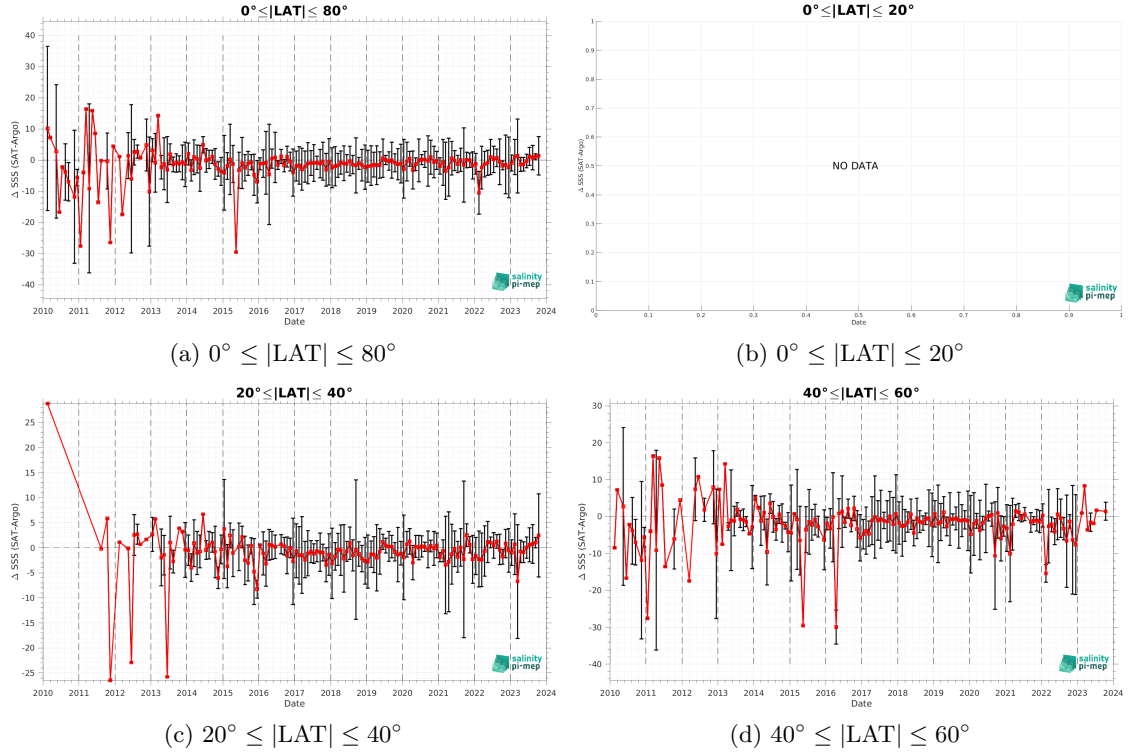 0°≤|LAT|≤ 80°
Δ SSS (SAT-Argo)
40
30
20
10
0
-10
-20
-30
-40
2010 2011 2012 2013 2014 2015 2016 2017 2018 2019 2020 2021 2022 2023 2024
Date
salinity
pi-mep
(a) 0° ≤ |LAT| ≤ 80°
0°≤|LAT|≤ 20°
Δ SSS (SAT-Argo)
1
0.9
0.8
0.7
0.6
0.5
0.4
0.3
0.2
0.1
0
NO DATA
0 0.1 0.2 0.3 0.4 0.5 0.6 0.7 0.8 0.9 1
Date
salinity
pi-mep
(b) 0° ≤ |LAT| ≤ 20°
20°≤|LAT|≤ 40°
Δ SSS (SAT-Argo)
25
20
15
10
5
0
-5
-10
-15
-20
-25
2010 2011 2012 2013 2014 2015 2016 2017 2018 2019 2020 2021 2022 2023 2024
Date
salinity
pi-mep
(c) 20° ≤ |LAT| ≤ 40°
40°≤|LAT|≤ 60°
Δ SSS (SAT-Argo)
30
20
10
0
-10
-20
-30
-40
2010 2011 2012 2013 2014 2015 2016 2017 2018 2019 2020 2021 2022 2023 2024
Date
salinity
pi-mep
(d) 40° ≤ |LAT| ≤ 60°